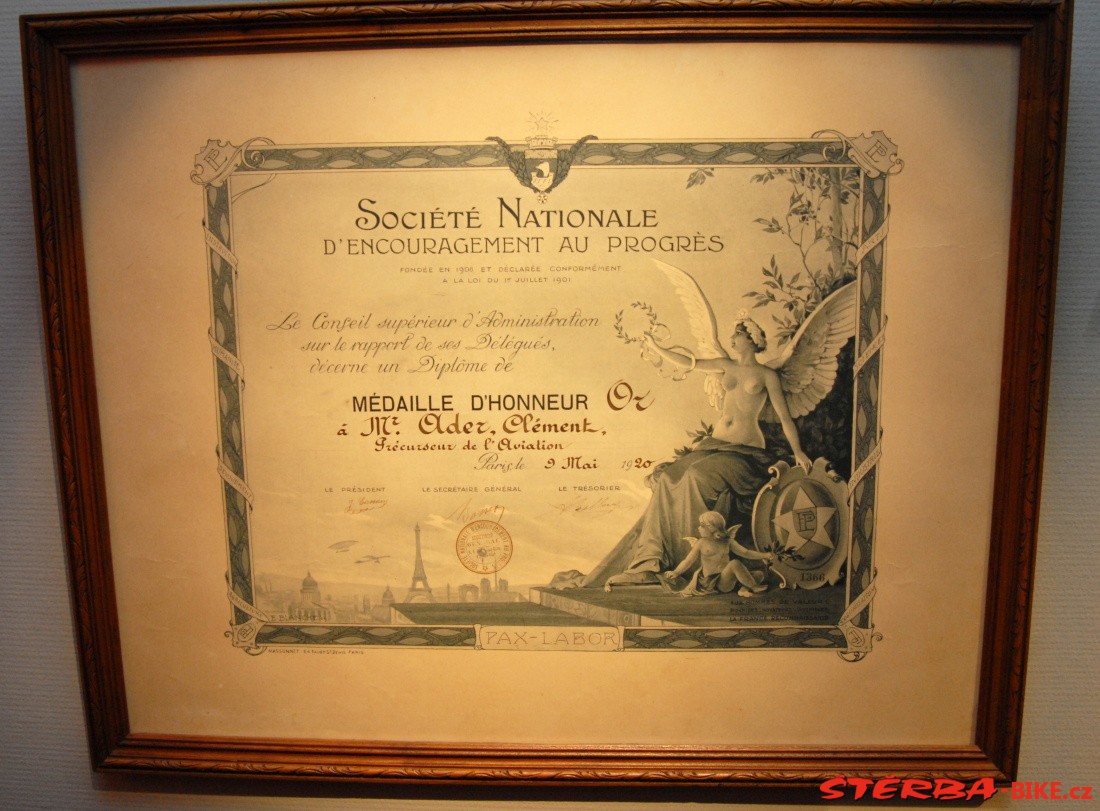 SOCIÉTÉ NATIONALE
D'ENCOURAGEMENT AU PROGRÈS
FONDÉE EN 1908 ET DÉCLARÉE CONFORMÉMENT
A LA LOI DU 1er JUILLET 1901
Le Conseil supérieur d'Administration
sur le rapport de ses Délégués,
décerne un Diplôme de
MÉDAILLE D'HONNEUR Or
à Mr Ader, Clément,
Précurseur de l'Aviation
Paris, le 9 Mai 1920
LE PRÉSIDENT LE SECRÉTAIRE GÉNÉRAL LE TRÉSORIER
1366
PAX-LABOR
STERBA-BIKE.cz